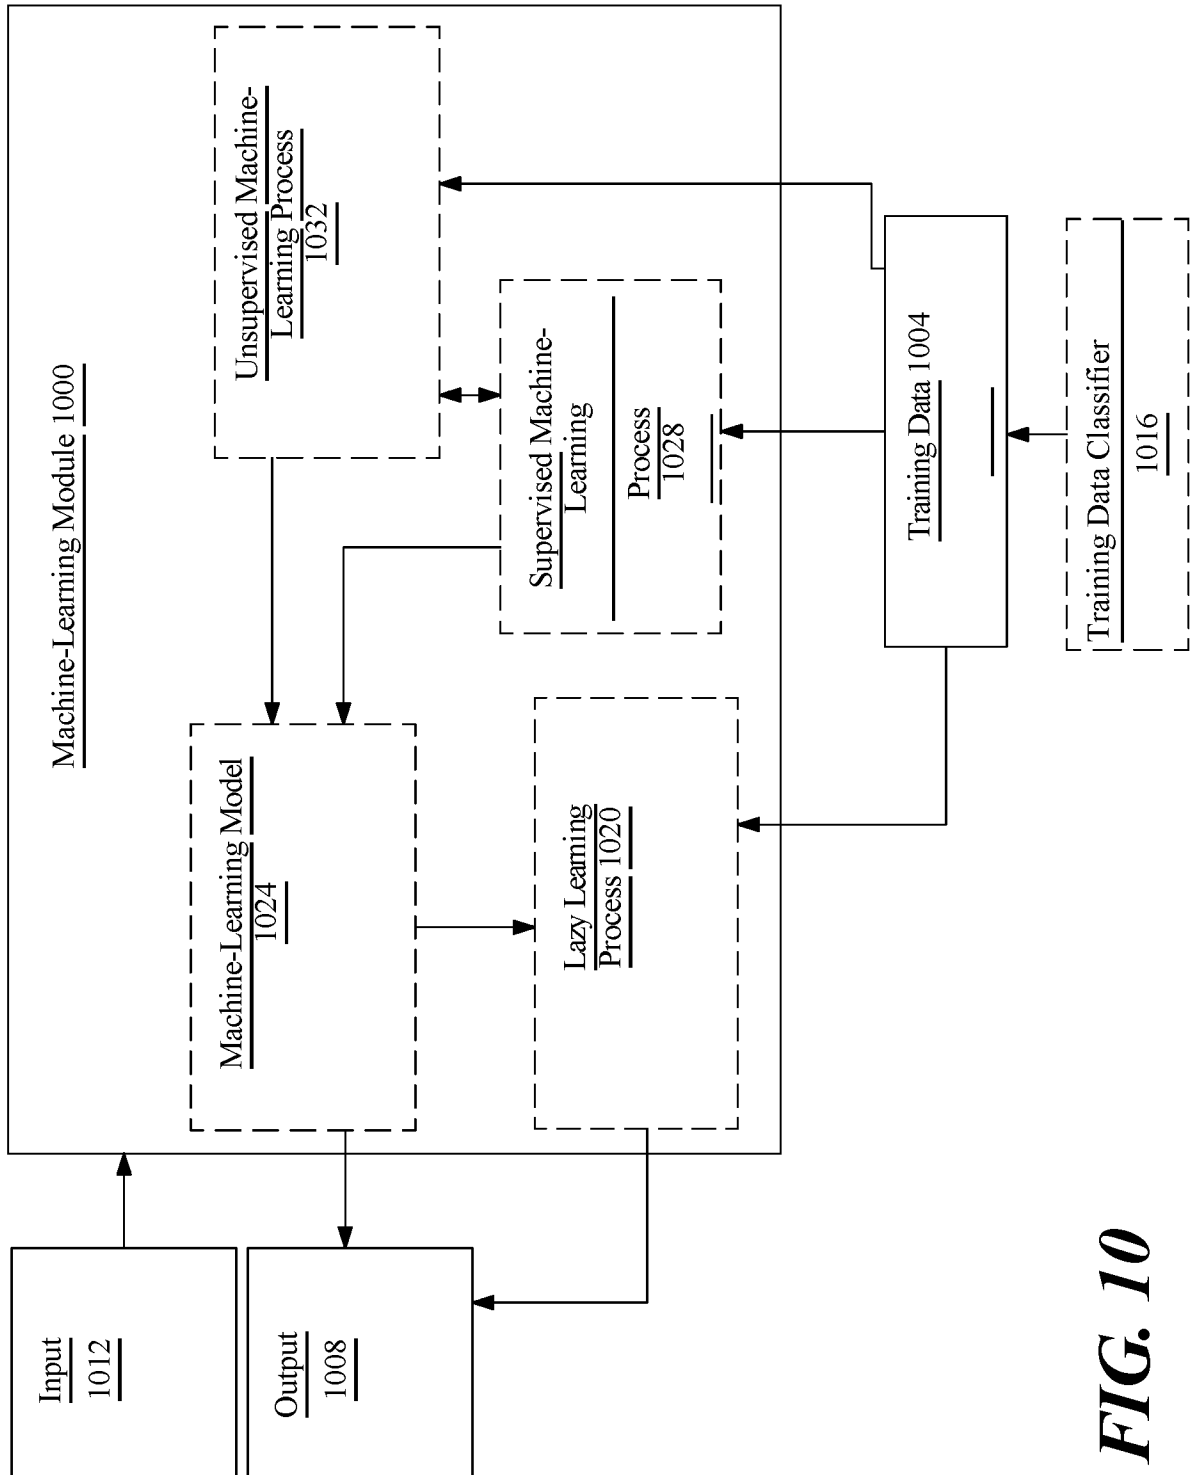 Machine-Learning Module 1000
Input
1012
Output
1008
Machine-Learning Model
1024
Unsupervised Machine-
Learning Process
1032
Lazy Learning
Process 1020
Supervised Machine-
Learning
Process
1028
Training Data 1004
Training Data Classifier
1016
FIG. 10